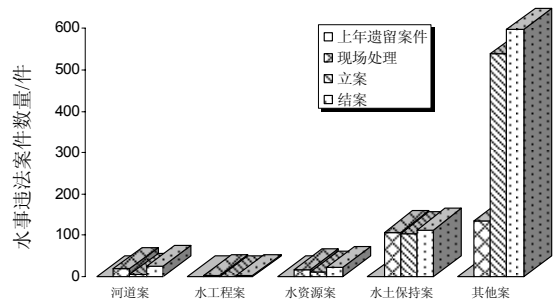 水事违法案件数量/件
600
500
400
300
200
100
0
上年遗留案件
现场处理
立案
结案
河道案 水工程案 水资源案 水土保持案 其他案